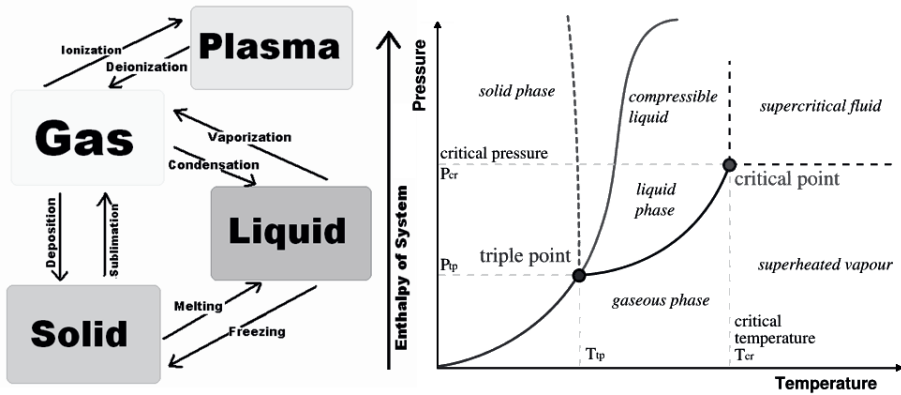 Plasma
Ionization
Deionization
Gas
Vaporization
Condensation
Deposition
Sublimation
Liquid
Melting
Freezing
Solid
Enthalpy of System
Pressure
solid phase
compressible
liquid
supercritical fluid
critical pressure
Pcr
critical point
liquid
phase
triple point
Ptp
superheated vapour
gaseous phase
critical
temperature
Ttp
Tcr
Temperature